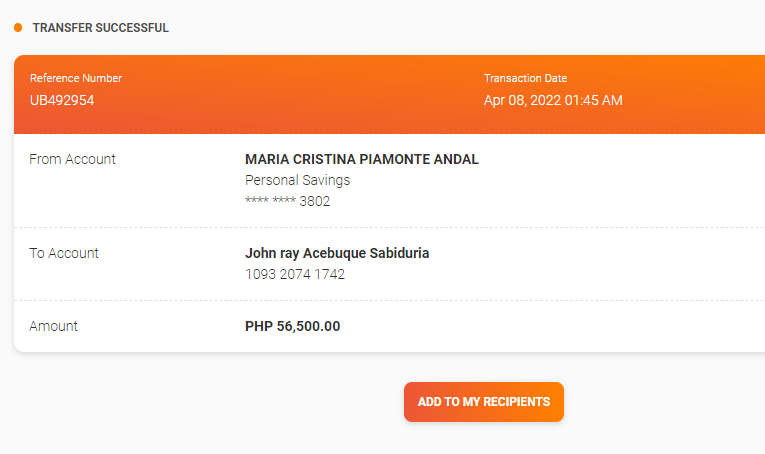 TRANSFER SUCCESSFUL
Reference Number
Transaction Date
UB492954
Apr 08, 2022 01:45 AM
From Account
MARIA CRISTINA PIAMONTE ANDAL
Personal Savings
**** **** 3802
To Account
John ray Acebuque Sabiduria
1093 2074 1742
Amount
PHP 56,500.00
ADD TO MY RECIPIENTS